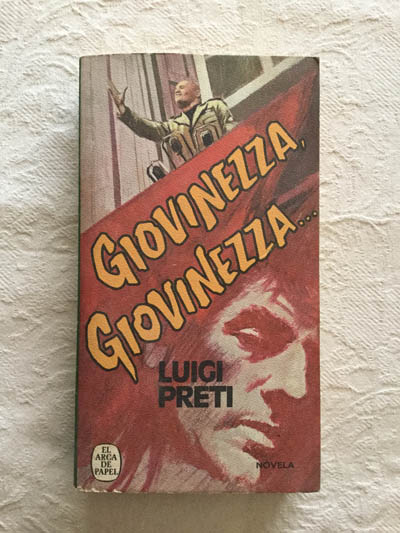 GIOVINEZZA,
GIOVINEZZA...
LUIGI
PRETI
EL
ARCA
DE
PAPEL
NOVELA